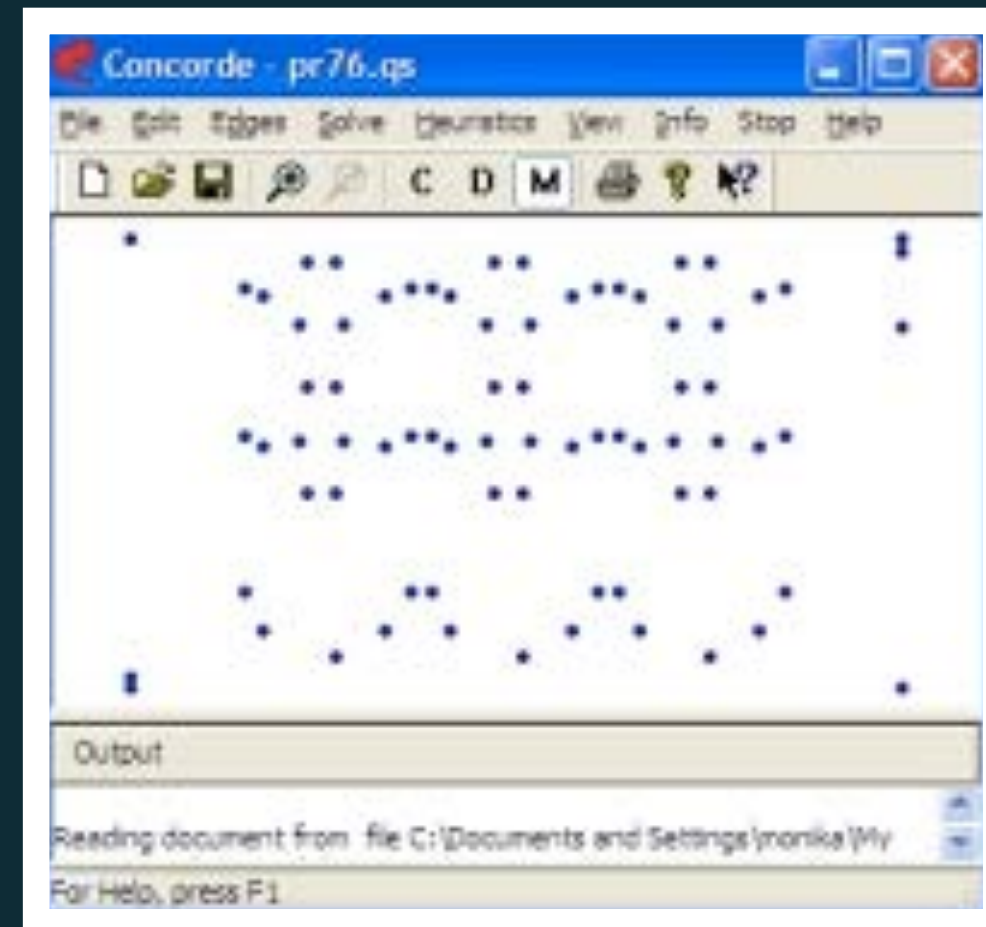 Concorde - pr76.qs
File Edit Edges Solve Heuristics View Info Stop Help
C D M
Output
Reading document from file C:\Documents and Settings\monika\My
For Help, press F1